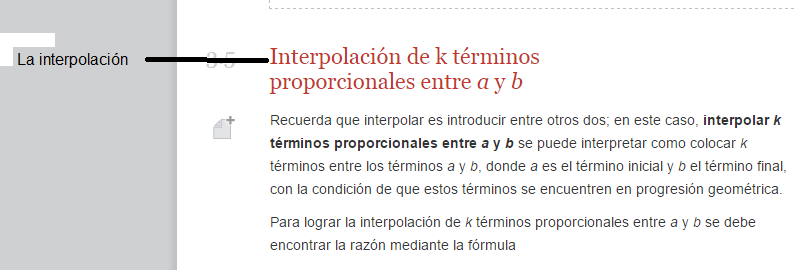 La interpolación
3.5
Interpolación de k términos
proporcionales entre a y b
Recuerda que interpolar es introducir entre otros dos; en este caso, interpolar k
términos proporcionales entre a y b se puede interpretar como colocar k
términos entre los términos a y b, donde a es el término inicial y b el término final,
con la condición de que estos términos se encuentren en progresión geométrica.
Para lograr la interpolación de k términos proporcionales entre a y b se debe
encontrar la razón mediante la fórmula